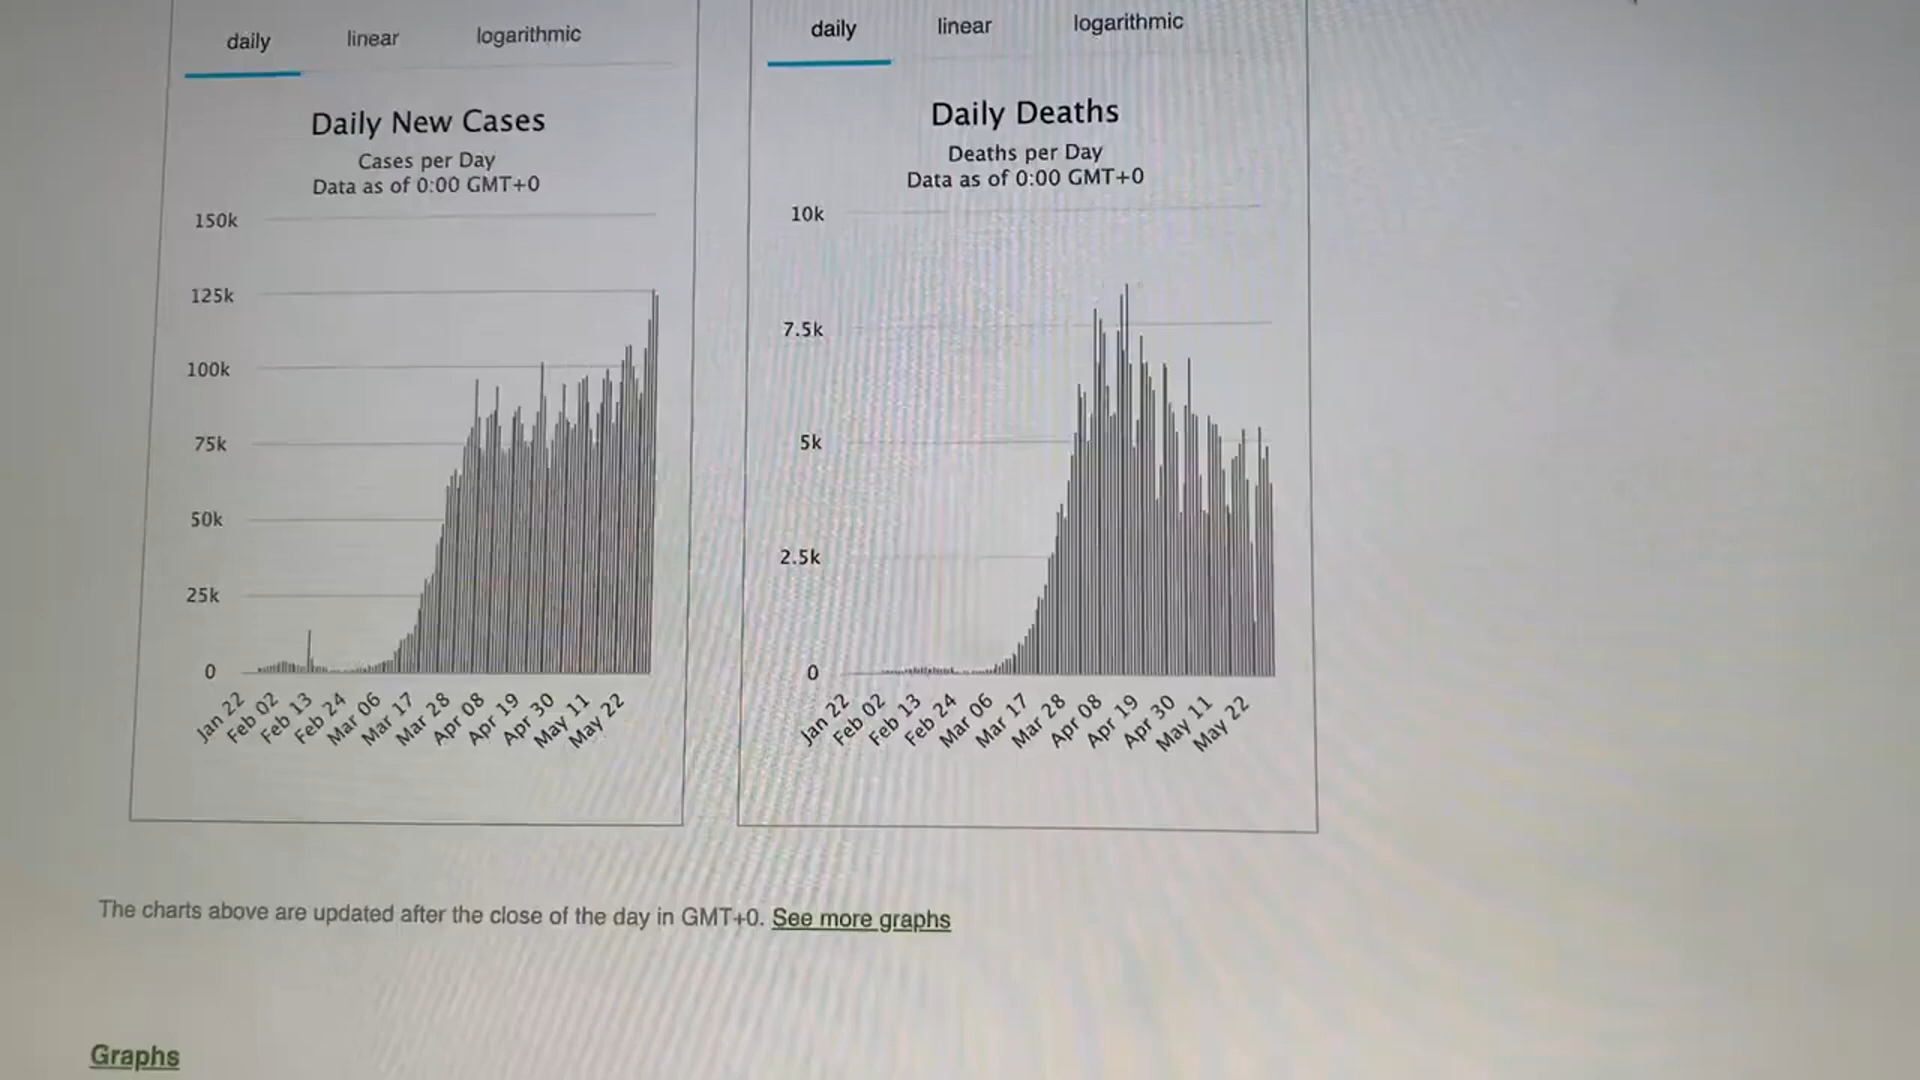 daily linear logarithmic
Daily New Cases
Cases per Day
Data as of 0:00 GMT+0
150k
125k
100k
75k
50k
25k
0
Jan 22
Feb 02
Feb 13
Feb 24
Mar 06
Mar 17
Mar 28
Apr 08
Apr 19
Apr 30
May 11
May 22
daily linear logarithmic
Daily Deaths
Deaths per Day
Data as of 0:00 GMT+0
10k
7.5k
5k
2.5k
0
Jan 22
Feb 02
Feb 13
Feb 24
Mar 06
Mar 17
Mar 28
Apr 08
Apr 19
Apr 30
May 11
May 22
The charts above are updated after the close of the day in GMT+0. See more graphs
Graphs